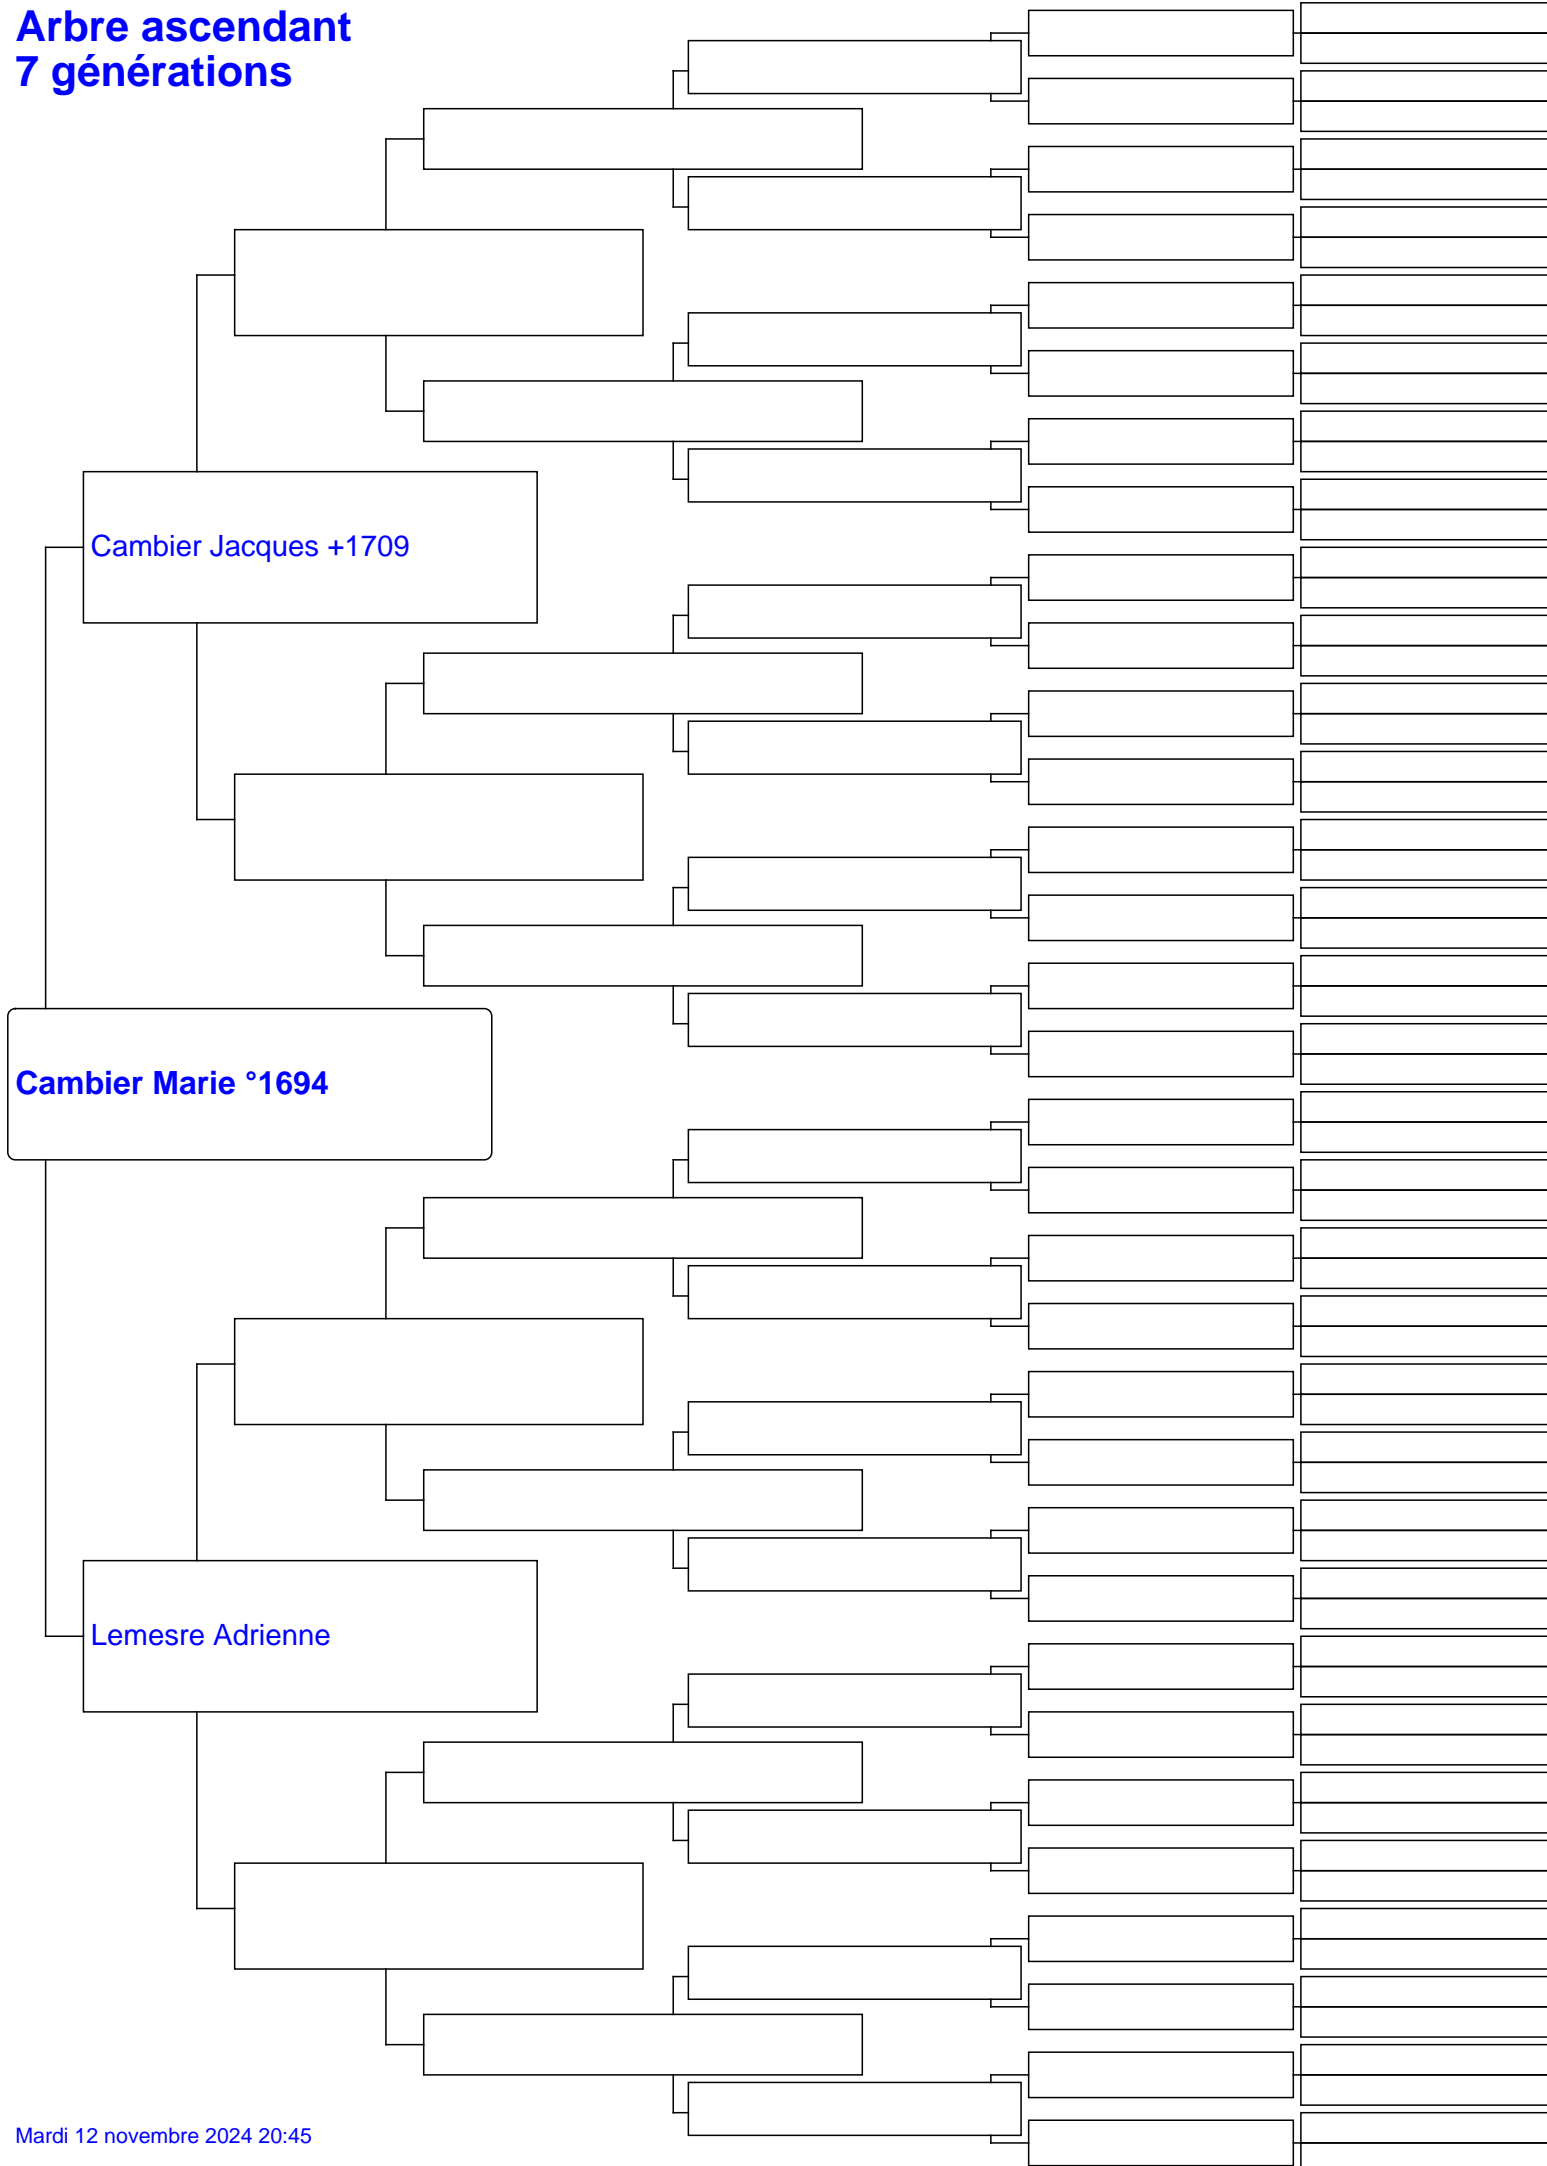 Arbre ascendant
7 générations
Cambier Jacques +1709
Cambier Marie °1694
Lemesre Adrienne
Mardi 12 novembre 2024 20:45